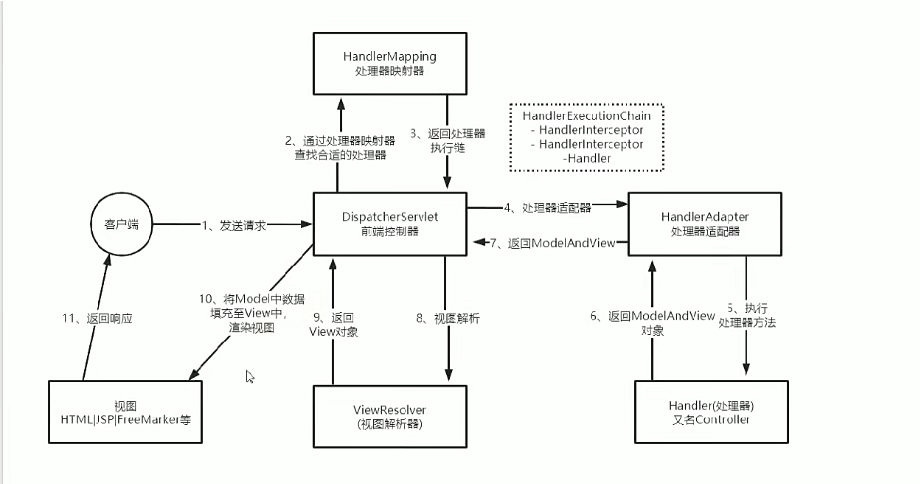 HandlerMapping
处理器映射器
2、通过处理器映射器
查找合适的处理器
3、返回处理器
执行链
HandlerExecutionChain
- HandlerInterceptor
- HandlerInterceptor
-Handler
客户端
1、发送请求
DispatcherServlet
前端控制器
4、处理器适配器
7、返回ModelAndView
HandlerAdapter
处理器适配器
10、将Model中数据
填充至View中，
渲染视图
9、返回
View对象
8、视图解析
6、返回ModelAndView
对象
5、执行
处理器方法
11、返回响应
视图
HTML|JSP|FreeMarker等
ViewResolver
(视图解析器)
Handler(处理器)
又名Controller